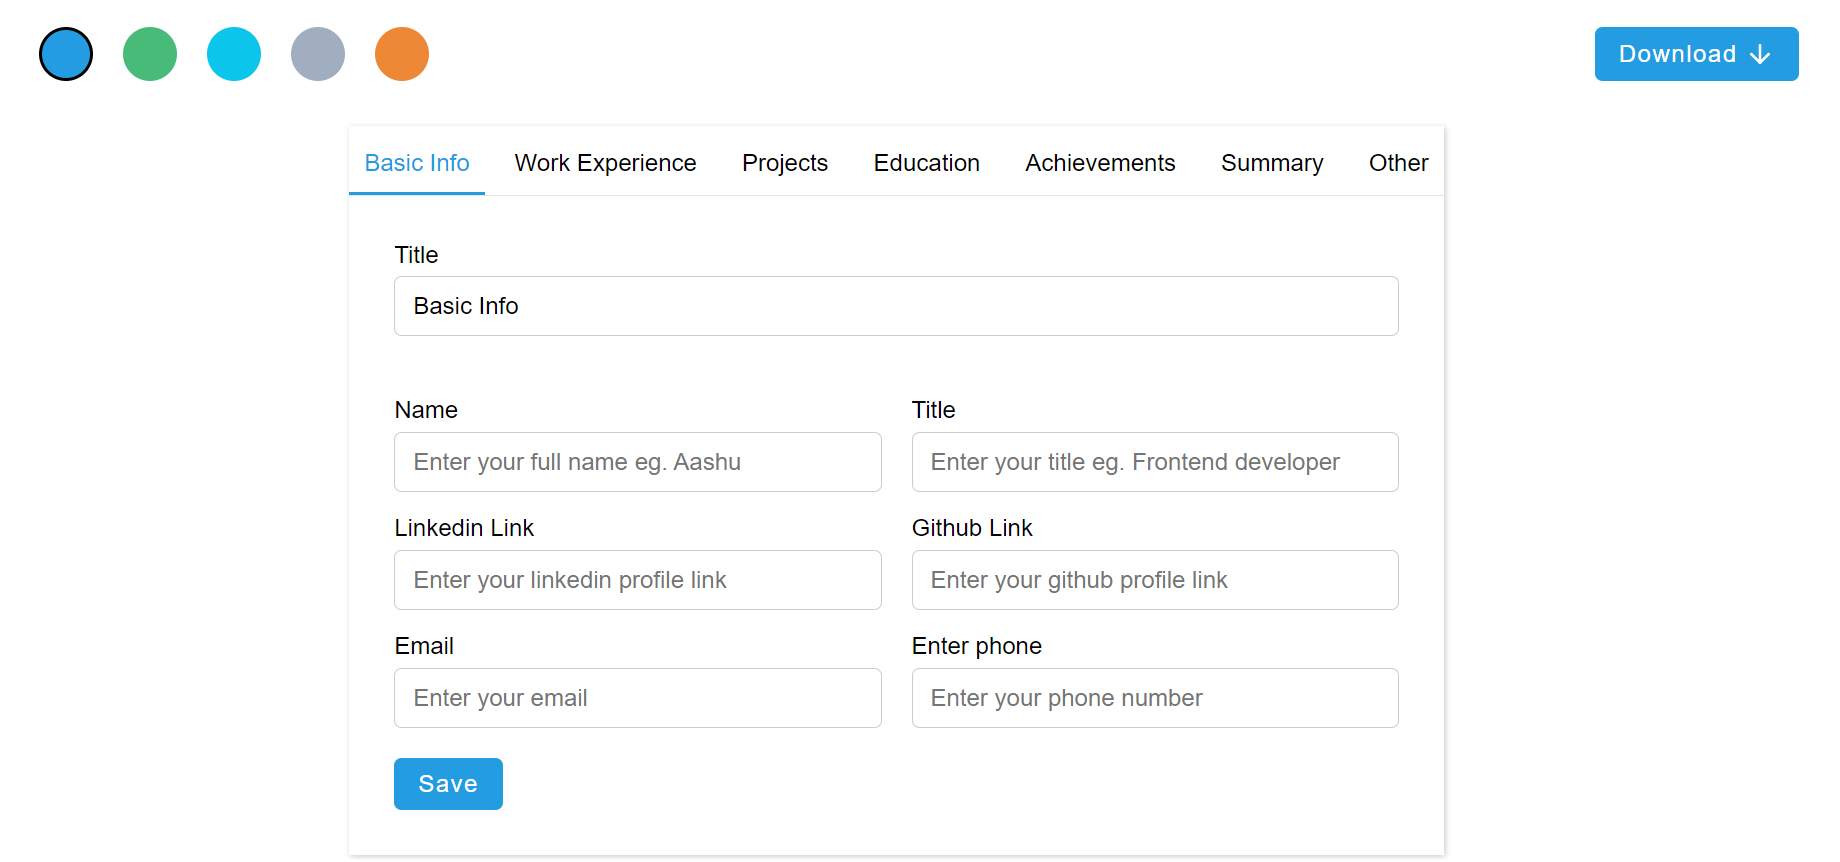 Download
Basic Info Work Experience Projects Education Achievements Summary Other
Title
Basic Info
Name Title
Enter your full name eg. Aashu Enter your title eg. Frontend developer
Linkedin Link Github Link
Enter your linkedin profile link Enter your github profile link
Email Enter phone
Enter your email Enter your phone number
Save